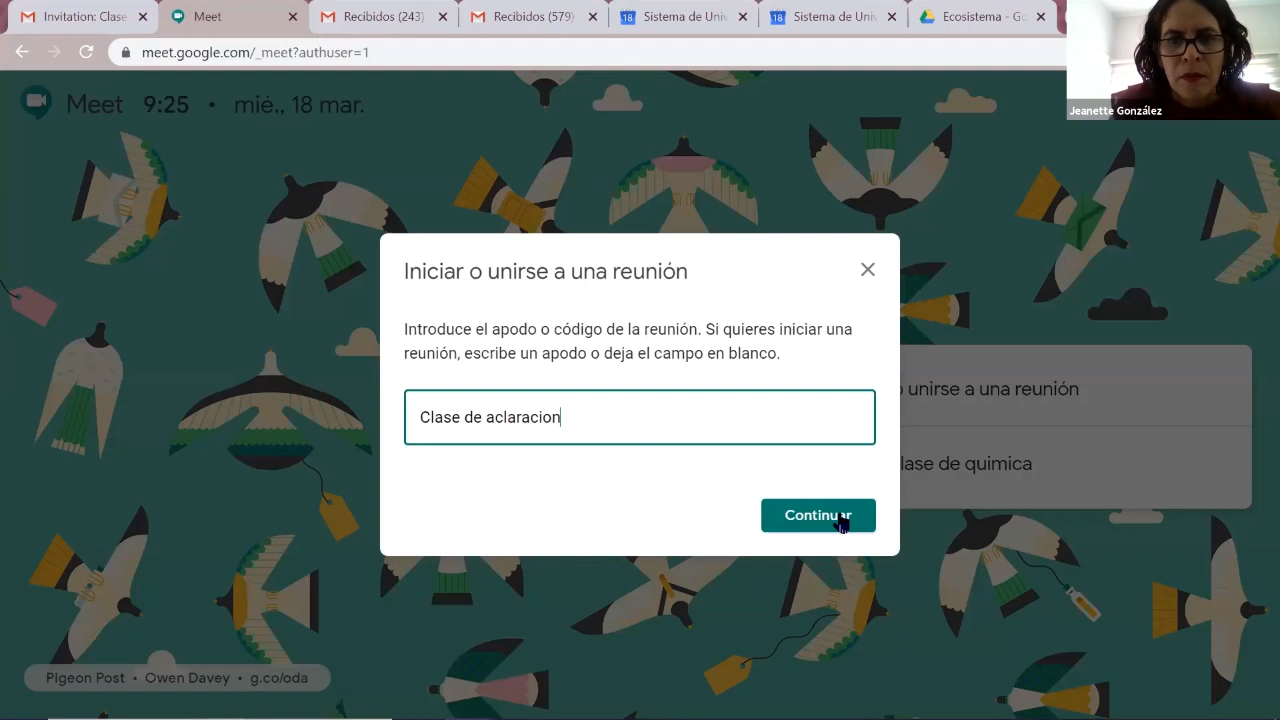 Invitation: Clase
Meet
Recibidos (243)
Recibidos (579)
18 Sistema de Univ
18 Sistema de Univ
Ecosistema - Go
meet.google.com/_meet?authuser=1
Jeanette González
Meet 9:25 • mié., 18 mar.
Iniciar o unirse a una reunión
Introduce el apodo o código de la reunión. Si quieres iniciar una
reunión, escribe un apodo o deja el campo en blanco.
o unirse a una reunión
Clase de aclaracion
lase de quimica
Continuar
Pigeon Post • Owen Davey • g.co/oda